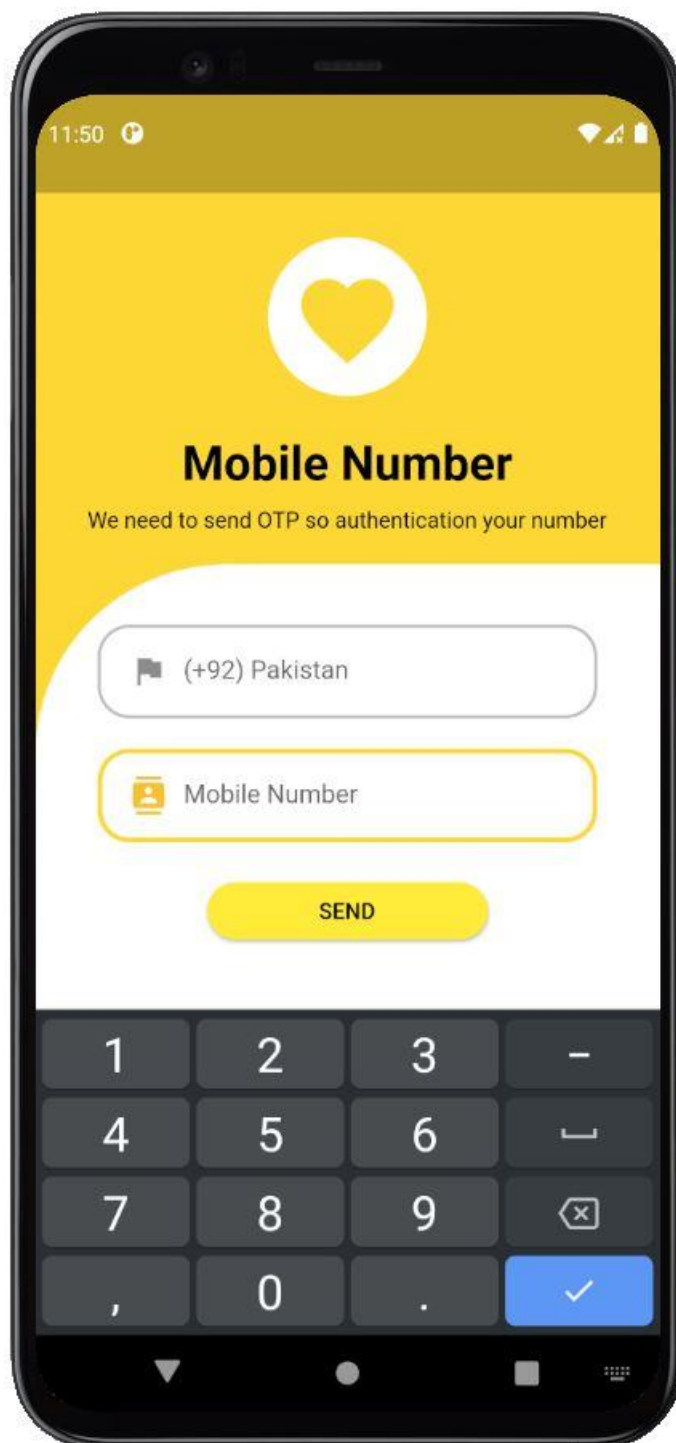 11:50
Mobile Number
We need to send OTP so authentication your number
(+92) Pakistan
Mobile Number
SEND
1 2 3 -
4 5 6
7 8 9
, 0 .